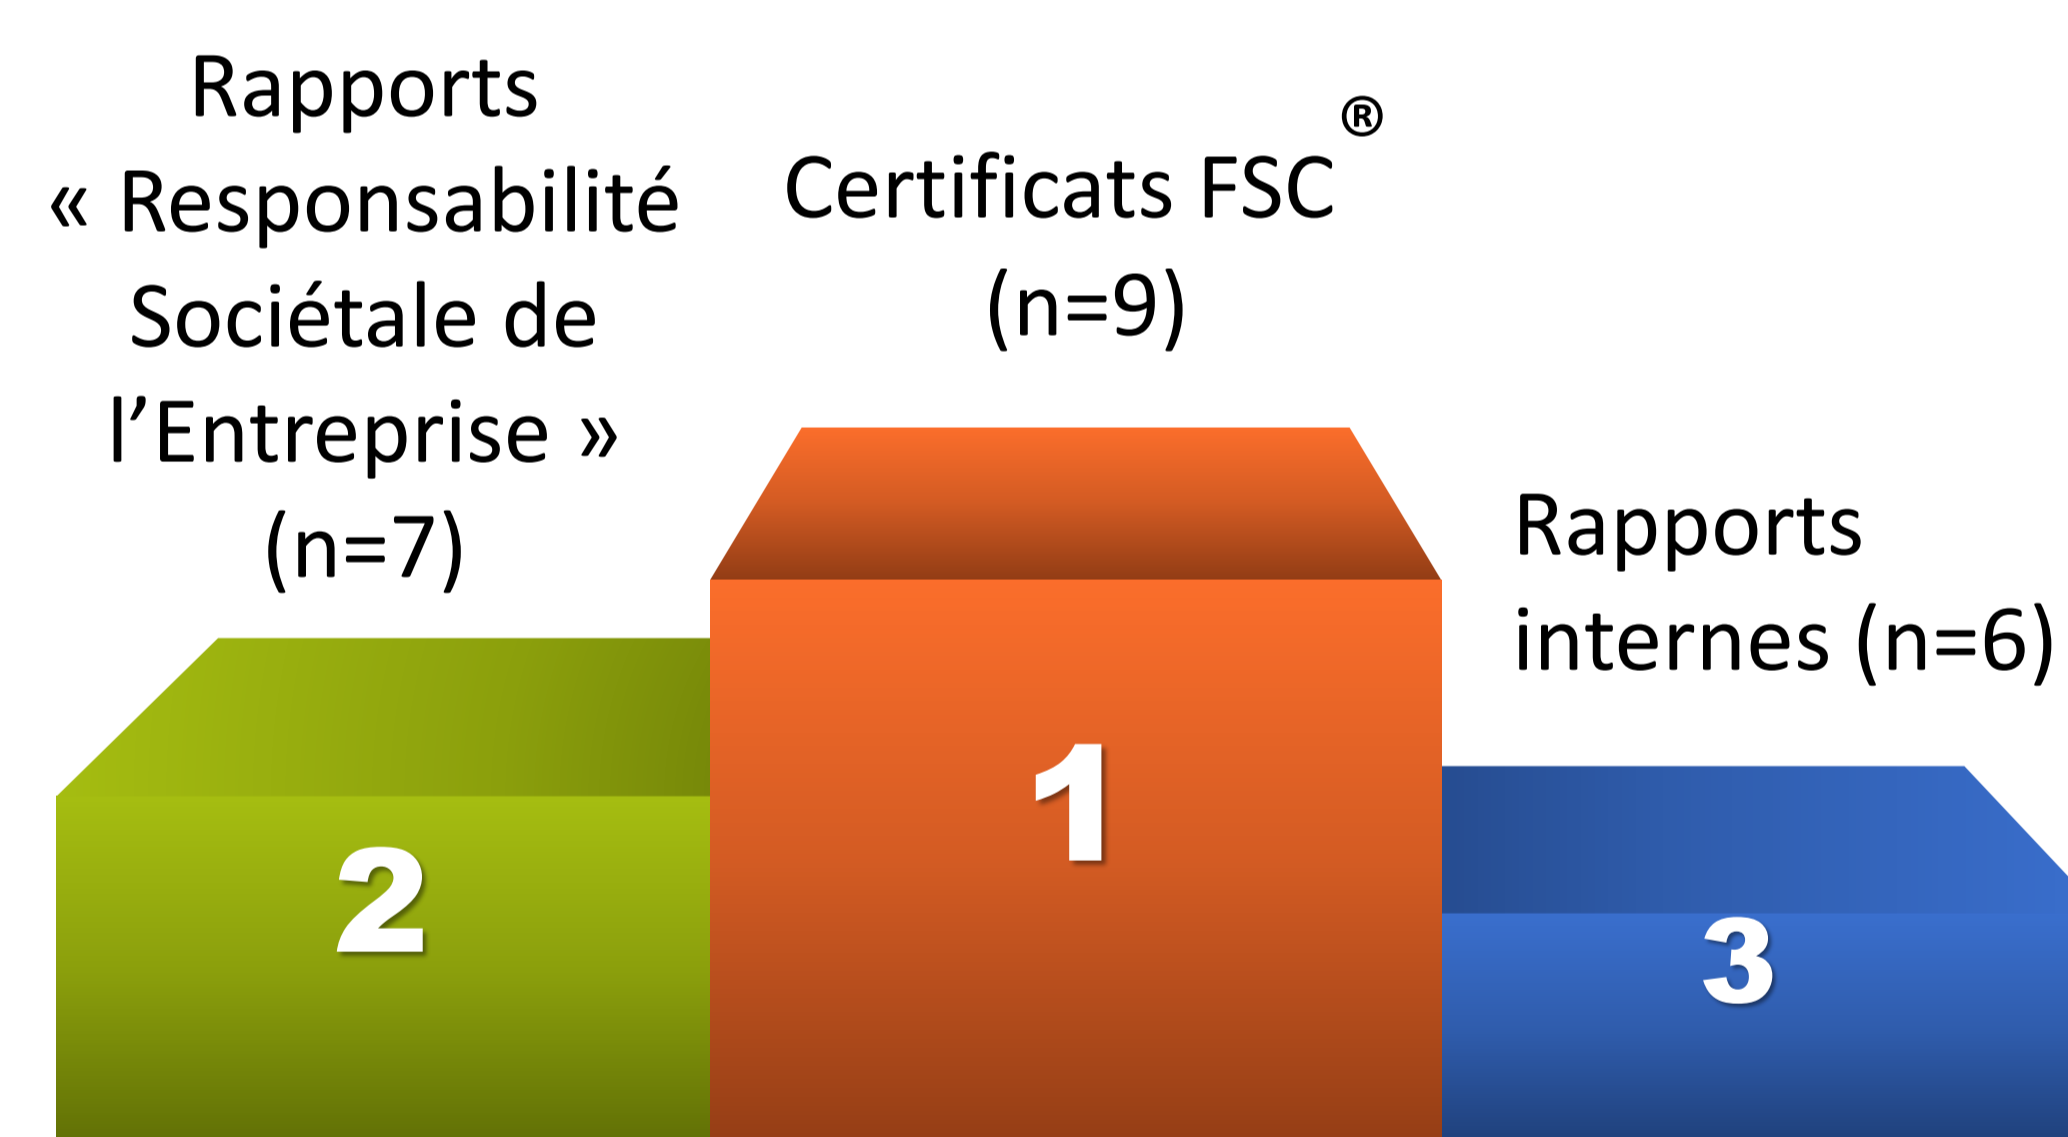 Rapports
« Responsabilité
Sociétale de
l’Entreprise »
(n=7)
Certificats FSC®
(n=9)
Rapports
internes (n=6)
2
1
3